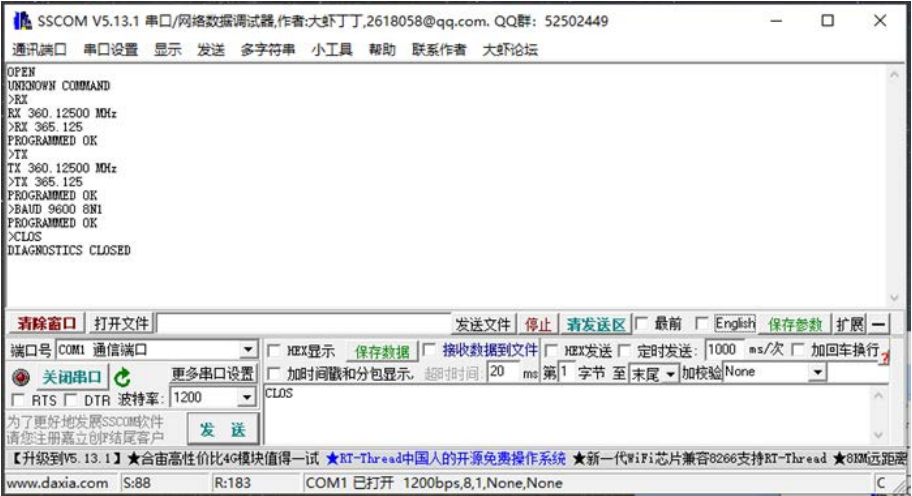 SSCOM V5.13.1 串口/网络数据调试器,作者:大虾丁丁,2618058@qq.com. QQ群: 52502449
通讯端口 串口设置 显示 发送 多字符串 小工具 帮助 联系作者 大虾论坛
OPEN
UNKNOWN COMMAND
>RX
RX 360.12500 MHz
>RX 365.125
PROGRAMMED OK
>TX
TX 360.12500 MHz
>TX 365.125
PROGRAMMED OK
>BAUD 9600 8N1
PROGRAMMED OK
>CLOS
DIAGNOSTICS CLOSED
清除窗口 打开文件 发送文件 停止 清发送区 最前 English 保存参数 扩展 —
端口号 COM1 通信端口 HEX显示 保存数据 接收数据到文件 HEX发送 定时发送: 1000 ms/次 加回车换行
关闭串口 更多串口设置 加时间戳和分包显示, 超时时间: 20 ms 第1 字节 至 末尾 加校验 None
RTS DTR 波特率: 1200 CLOS
为了更好地发展SSCOM软件
请您注册嘉立创F结尾客户
发 送
【升级到V5.13.1】★合宙高性价比4G模块值得一试 ★RT-Thread中国人的开源免费操作系统 ★新一代WiFi芯片兼容8266支持RT-Thread ★8KM远距离
www.daxia.com S:88 R:183 COM1 已打开 1200bps,8,1,None,None C